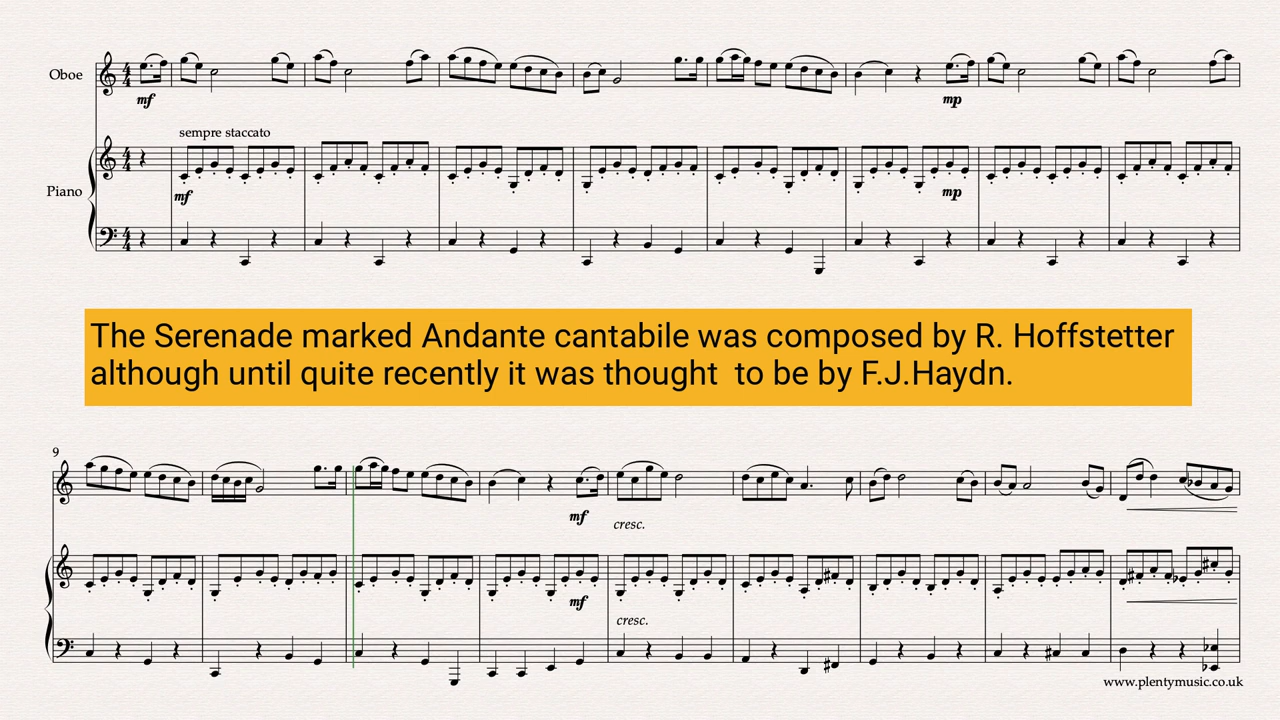 Oboe
mf
mp
sempre staccato
Piano
mf
mp
The Serenade marked Andante cantabile was composed by R. Hoffstetter
although until quite recently it was thought  to be by F.J.Haydn.
9
mf
cresc.
mf
cresc.
www.plentymusic.co.uk